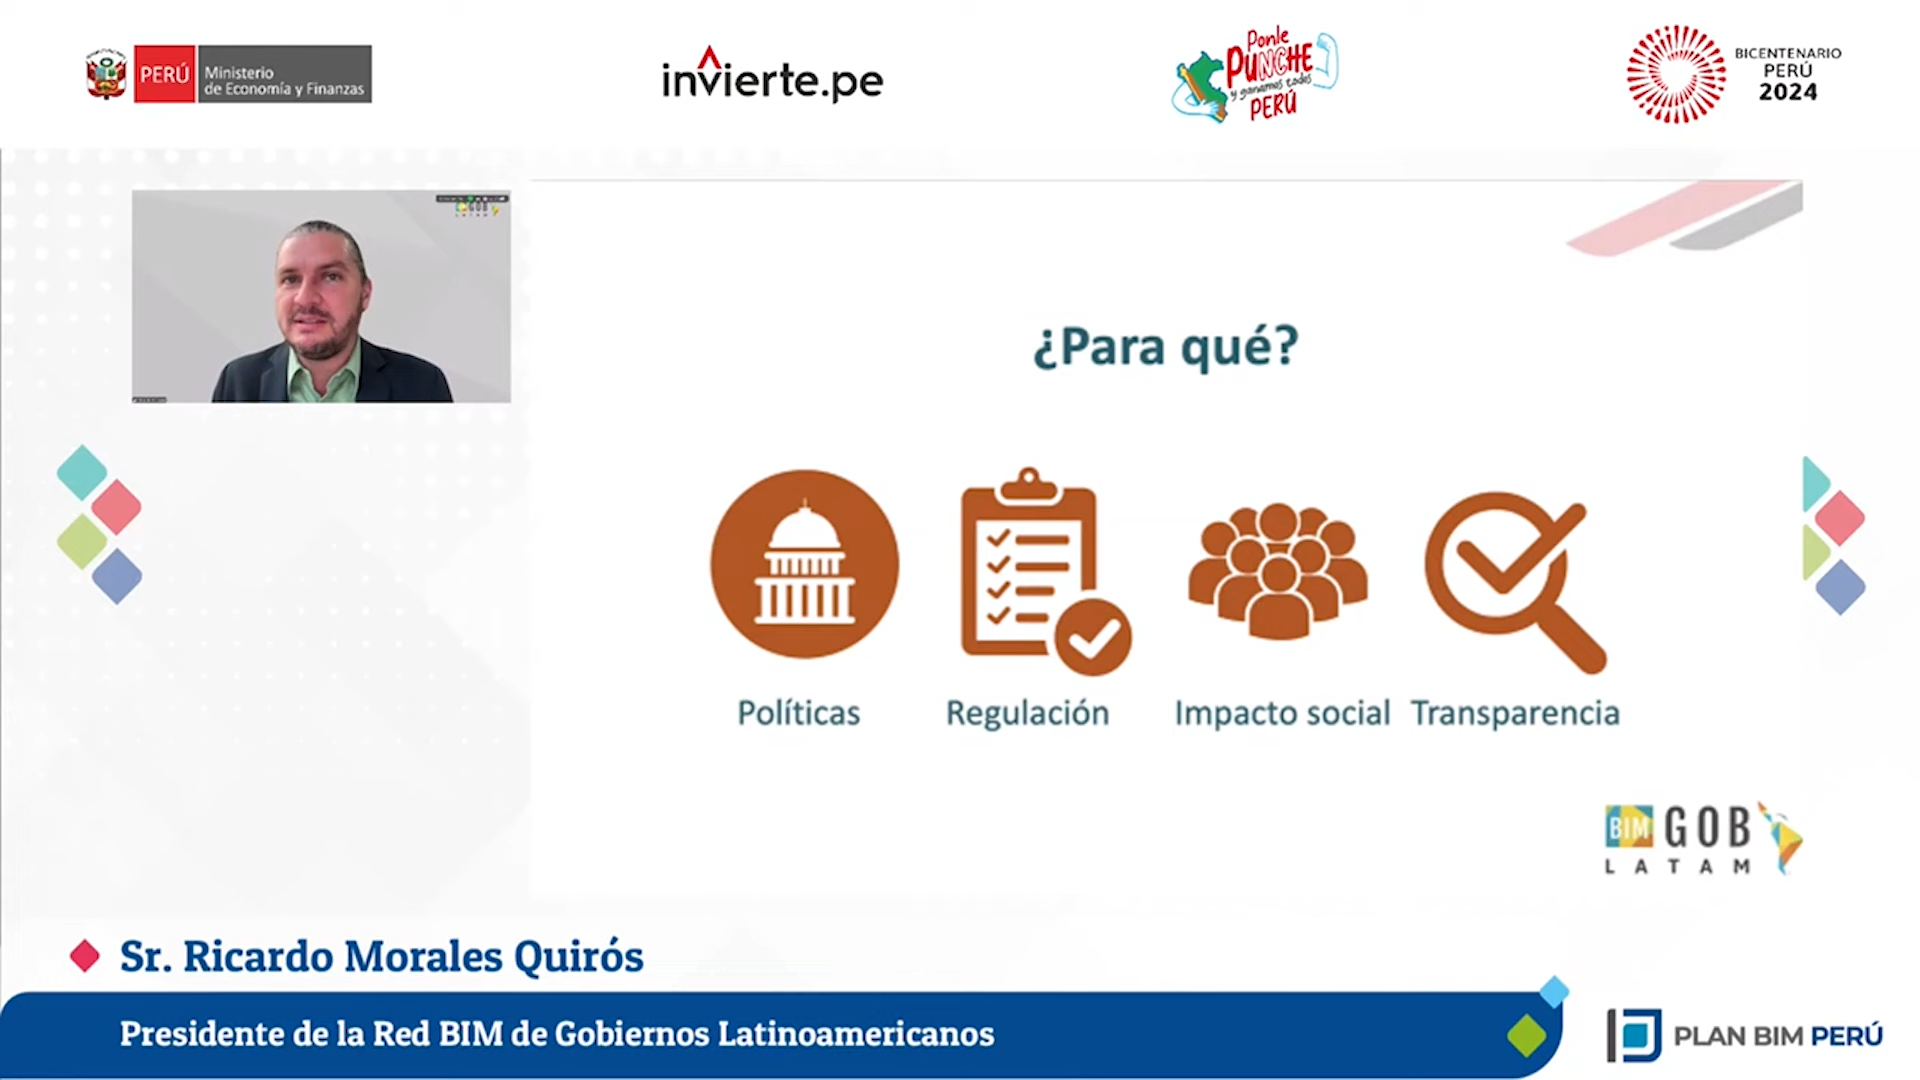 PERÚ
Ministerio
de Economía y Finanzas
invierte.pe
Ponle
PUNCHE
y ganamos todos
PERÚ
BICENTENARIO
PERÚ
2024
GOB
¿Para qué?
Políticas
Regulación
Impacto social
Transparencia
BIM GOB
LATAM
Sr. Ricardo Morales Quirós
Presidente de la Red BIM de Gobiernos Latinoamericanos
PLAN BIM PERÚ